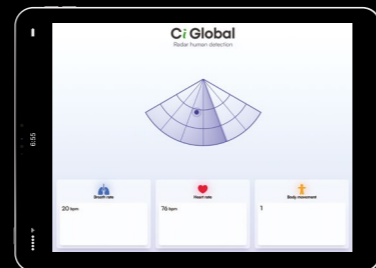 Ci Global
Radar human detection
6:55
Breath rate
Heart rate
Body movement
20 bpm
76 bpm
1